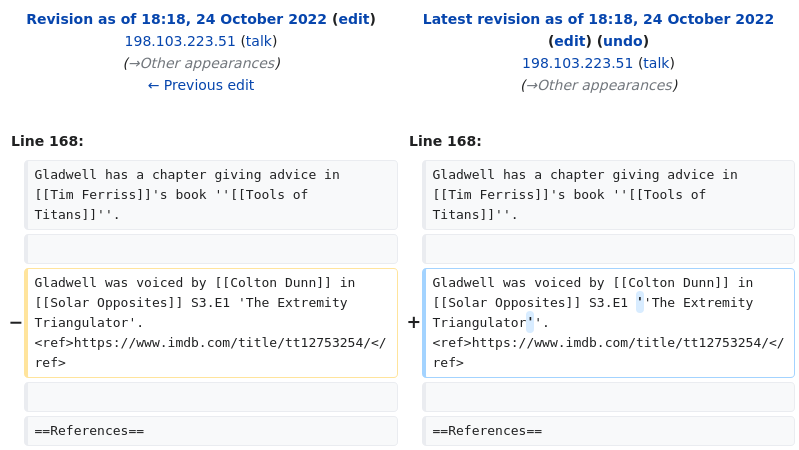 Revision as of 18:18, 24 October 2022 (edit)
198.103.223.51 (talk)
(→Other appearances)
← Previous edit
Latest revision as of 18:18, 24 October 2022
(edit) (undo)
198.103.223.51 (talk)
(→Other appearances)
Line 168:
Line 168:
Gladwell has a chapter giving advice in
[[Tim Ferriss]]'s book ''[[Tools of
Titans]]''.
Gladwell has a chapter giving advice in
[[Tim Ferriss]]'s book ''[[Tools of
Titans]]''.
−
Gladwell was voiced by [[Colton Dunn]] in
[[Solar Opposites]] S3.E1 'The Extremity
Triangulator'.
<ref>https://www.imdb.com/title/tt12753254/</
ref>
+
Gladwell was voiced by [[Colton Dunn]] in
[[Solar Opposites]] S3.E1 ''The Extremity
Triangulator''.
<ref>https://www.imdb.com/title/tt12753254/</
ref>
==References==
==References==